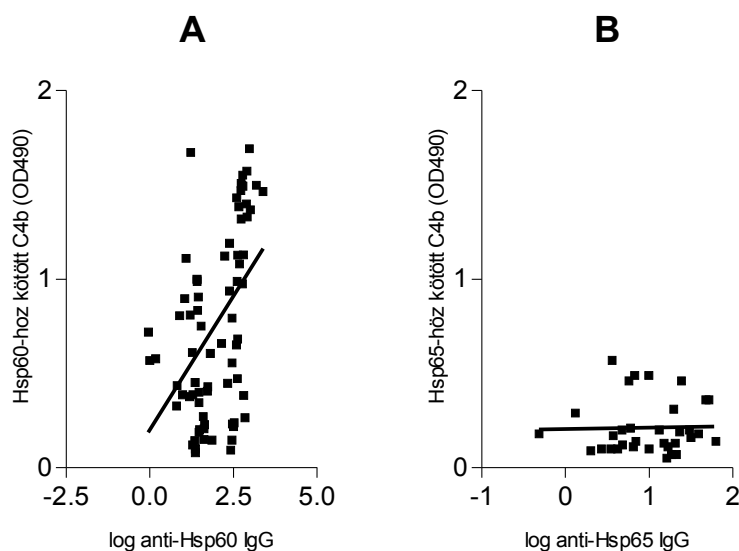 A
B
Hsp60-hoz kötött C4b (OD490)
2
1
0
-2.5
0.0
2.5
5.0
log anti-Hsp60 IgG
Hsp65-höz kötött C4b (OD490)
2
1
0
-1
0
1
2
log anti-Hsp65 IgG